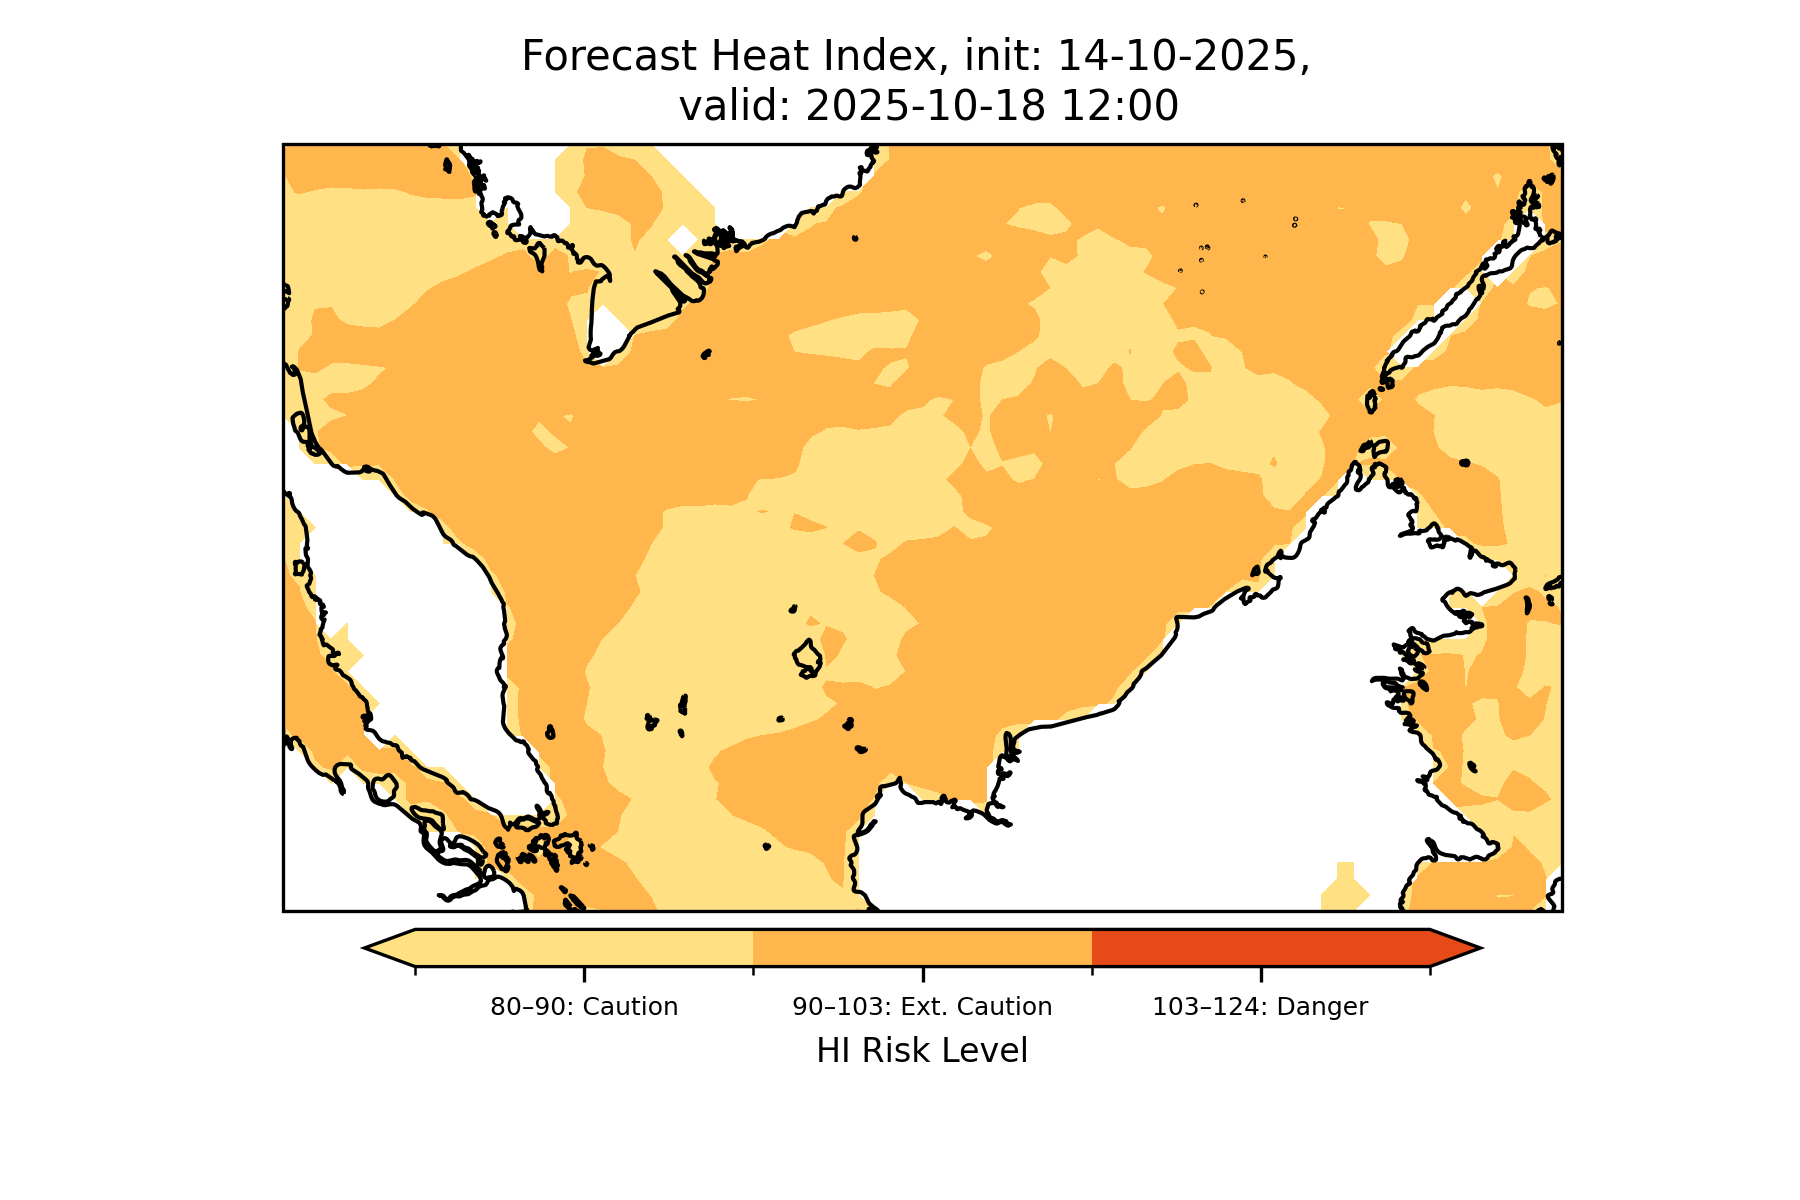 Forecast Heat Index, init: 14-10-2025,
valid: 2025-10-18 12:00
80–90: Caution
90–103: Ext. Caution
103–124: Danger
HI Risk Level